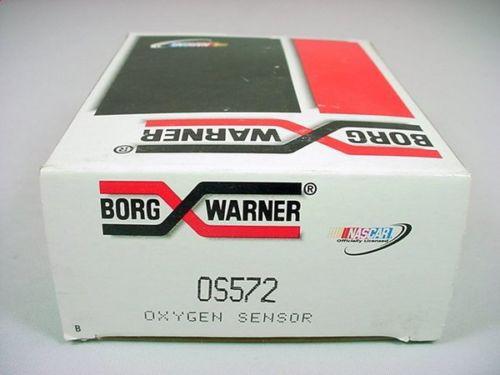 BORG WARNER ®
BORG WARNER ®
NASCAR
Officially Licensed
OS572
OXYGEN SENSOR
B